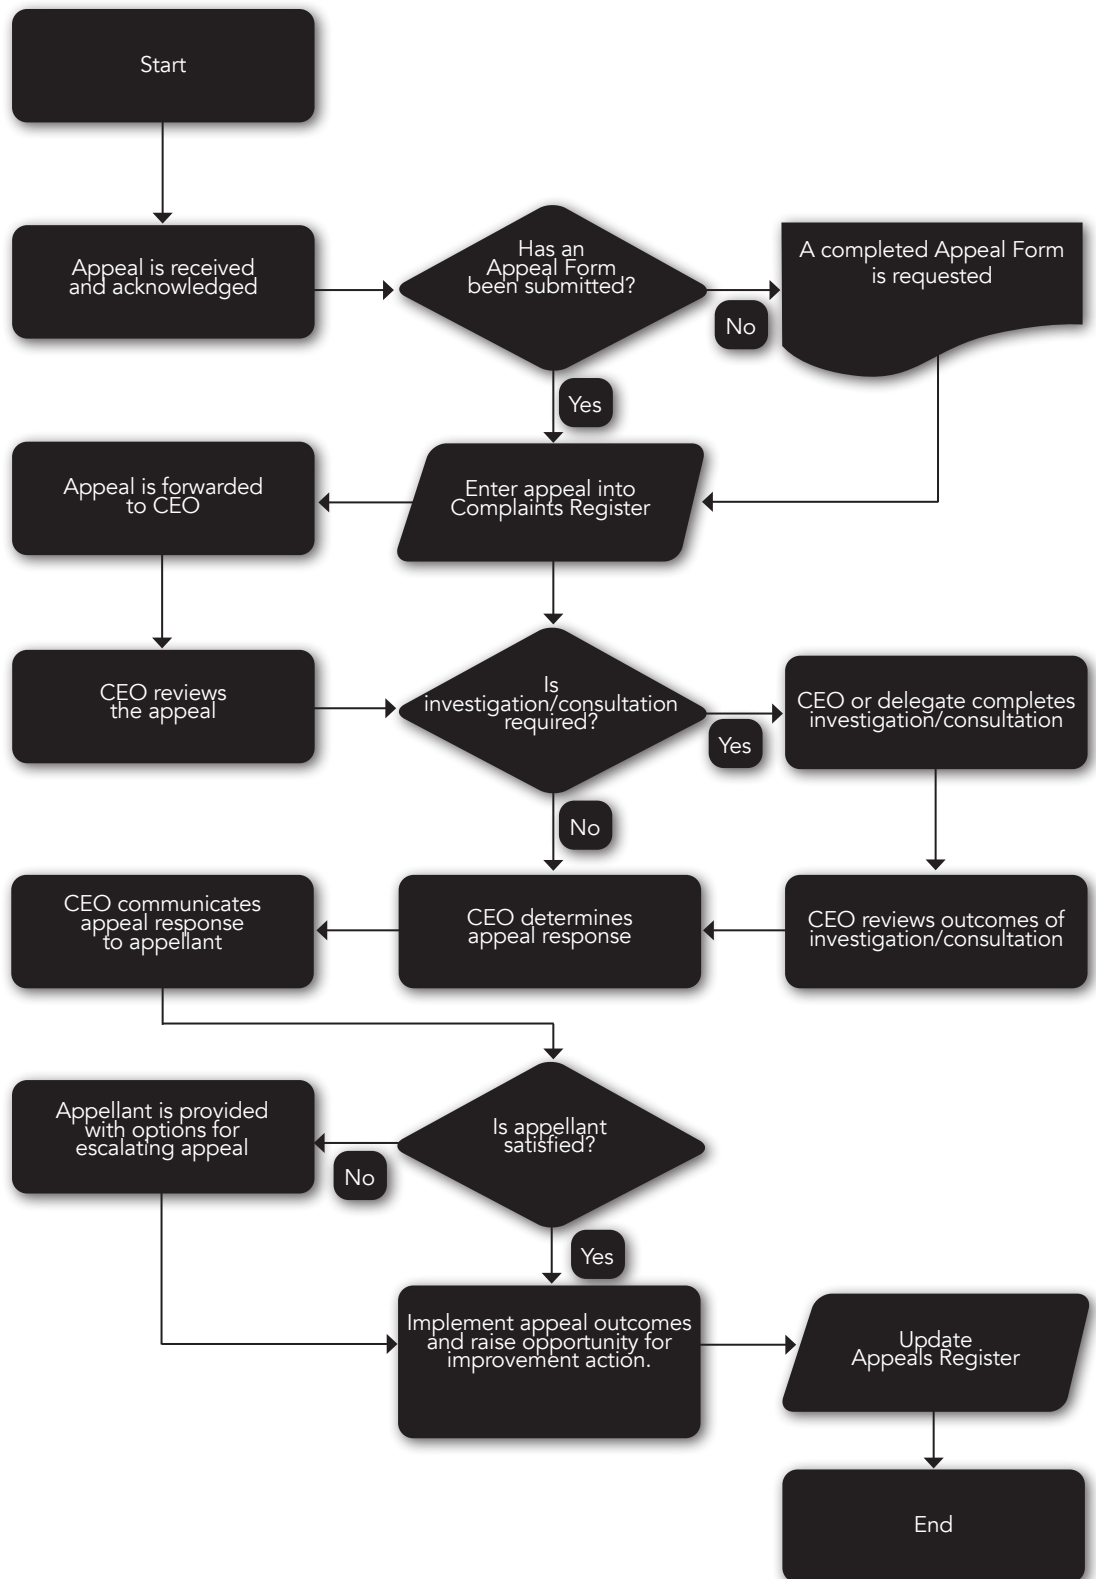 Start
Appeal is received
and acknowledged
Has an
Appeal Form
been submitted?
No
A completed Appeal Form
is requested
Yes
Appeal is forwarded
to CEO
Enter appeal into
Complaints Register
CEO reviews
the appeal
Is
investigation/consultation
required?
Yes
CEO or delegate completes
investigation/consultation
No
CEO communicates
appeal response
to appellant
CEO determines
appeal response
CEO reviews outcomes of
investigation/consultation
Appellant is provided
with options for
escalating appeal
No
Is appellant
satisfied?
Yes
Implement appeal outcomes
and raise opportunity for
improvement action.
Update
Appeals Register
End